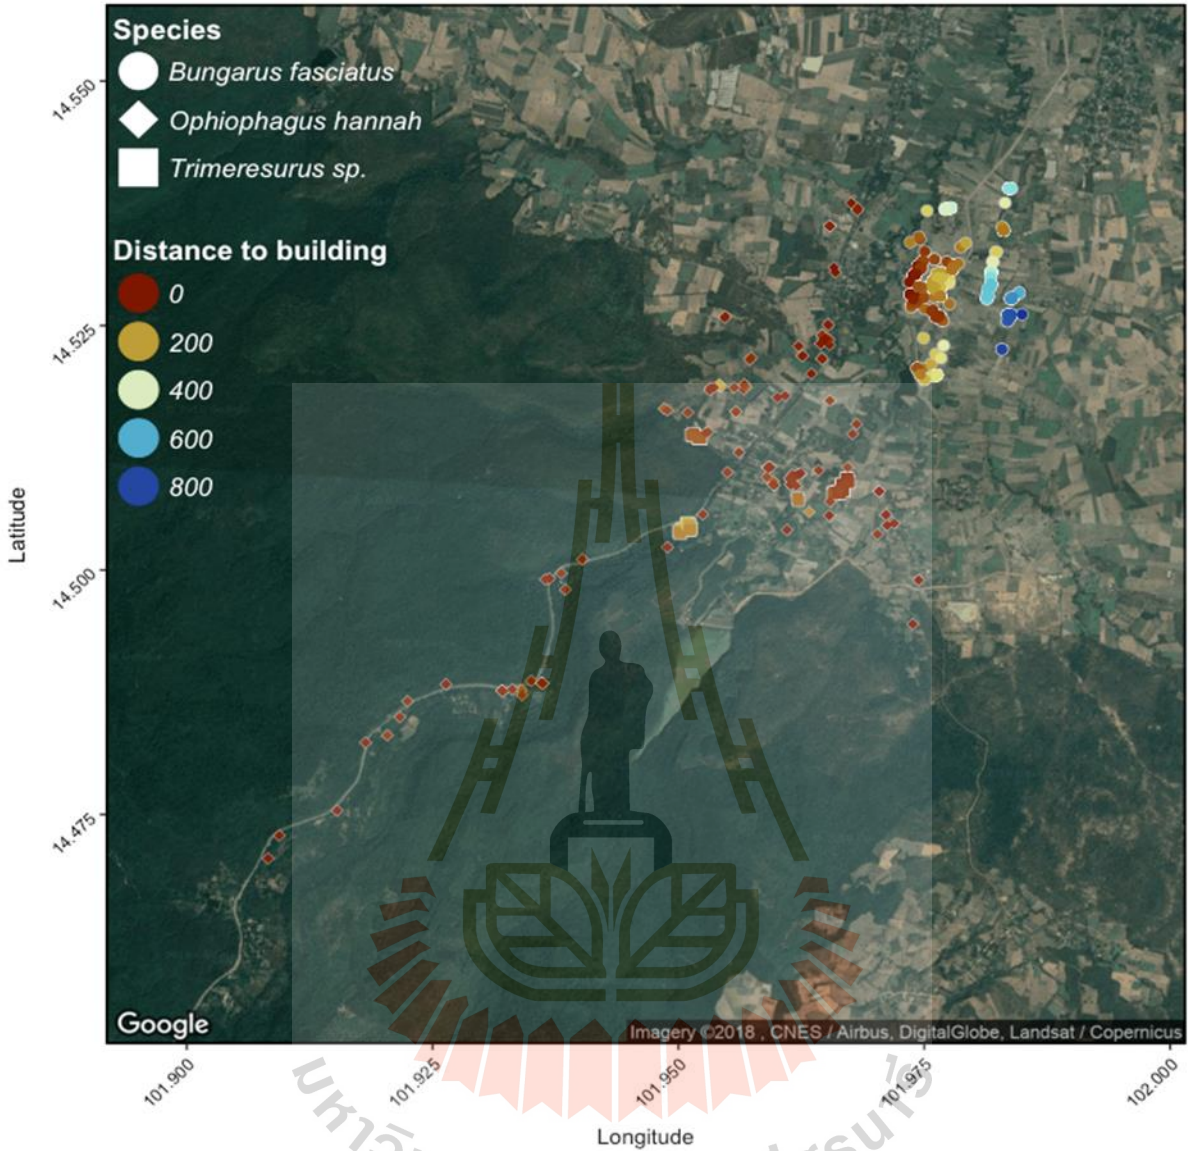 Species
Bungarus fasciatus
Ophiophagus hannah
Trimeresurus sp.
Distance to building
0
200
400
600
800
14.550
14.525
14.500
14.475
Latitude
Google
Imagery ©2018 , CNES / Airbus, DigitalGlobe, Landsat / Copernicus
101.900
101.925
101.950
101.975
102.000
Longitude